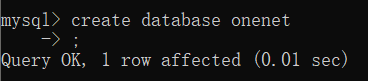 mysql> create database onenet
    -> ;
Query OK, 1 row affected (0.01 sec)